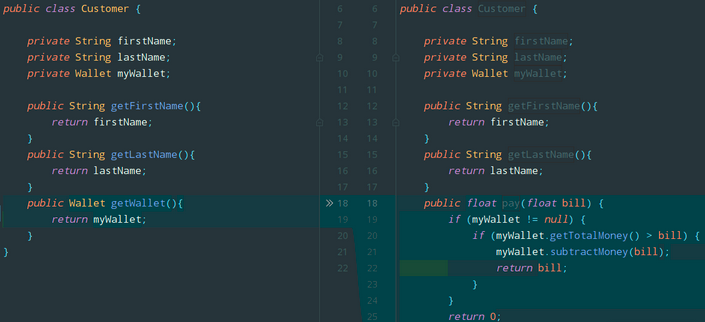 public class Customer {
private String firstName;
private String lastName;
private Wallet myWallet;
public String getFirstName(){
return firstName;
}
public String getLastName(){
return lastName;
}
public Wallet getWallet(){
return myWallet;
}
}
6
7
8
9
10
11
12
13
14
15
16
17
» 18
19
20
21
22
6
7
8
9
10
11
12
13
14
15
16
17
18
19
20
21
22
23
24
25
public class Customer {
private String firstName;
private String lastName;
private Wallet myWallet;
public String getFirstName(){
return firstName;
}
public String getLastName(){
return lastName;
}
public float pay(float bill) {
if (myWallet != null) {
if (myWallet.getTotalMoney() > bill) {
myWallet.subtractMoney(bill);
return bill;
}
}
return 0;